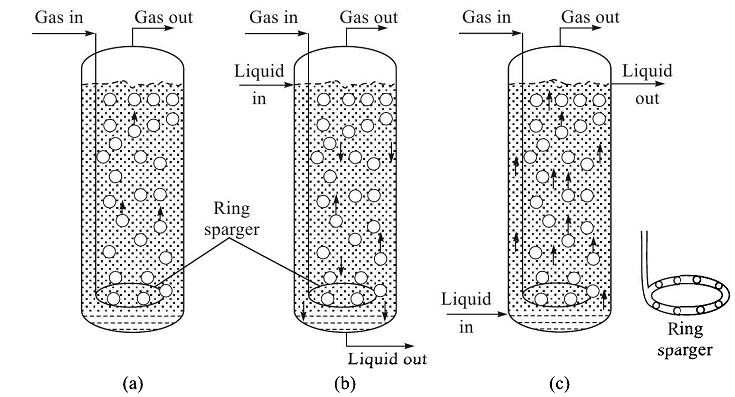 Gas in
Gas out
Gas in
Gas out
Gas in
Gas out
Liquid
in
Liquid
out
Ring
sparger
Liquid
in
Ring
sparger
Liquid out
(a)
(b)
(c)